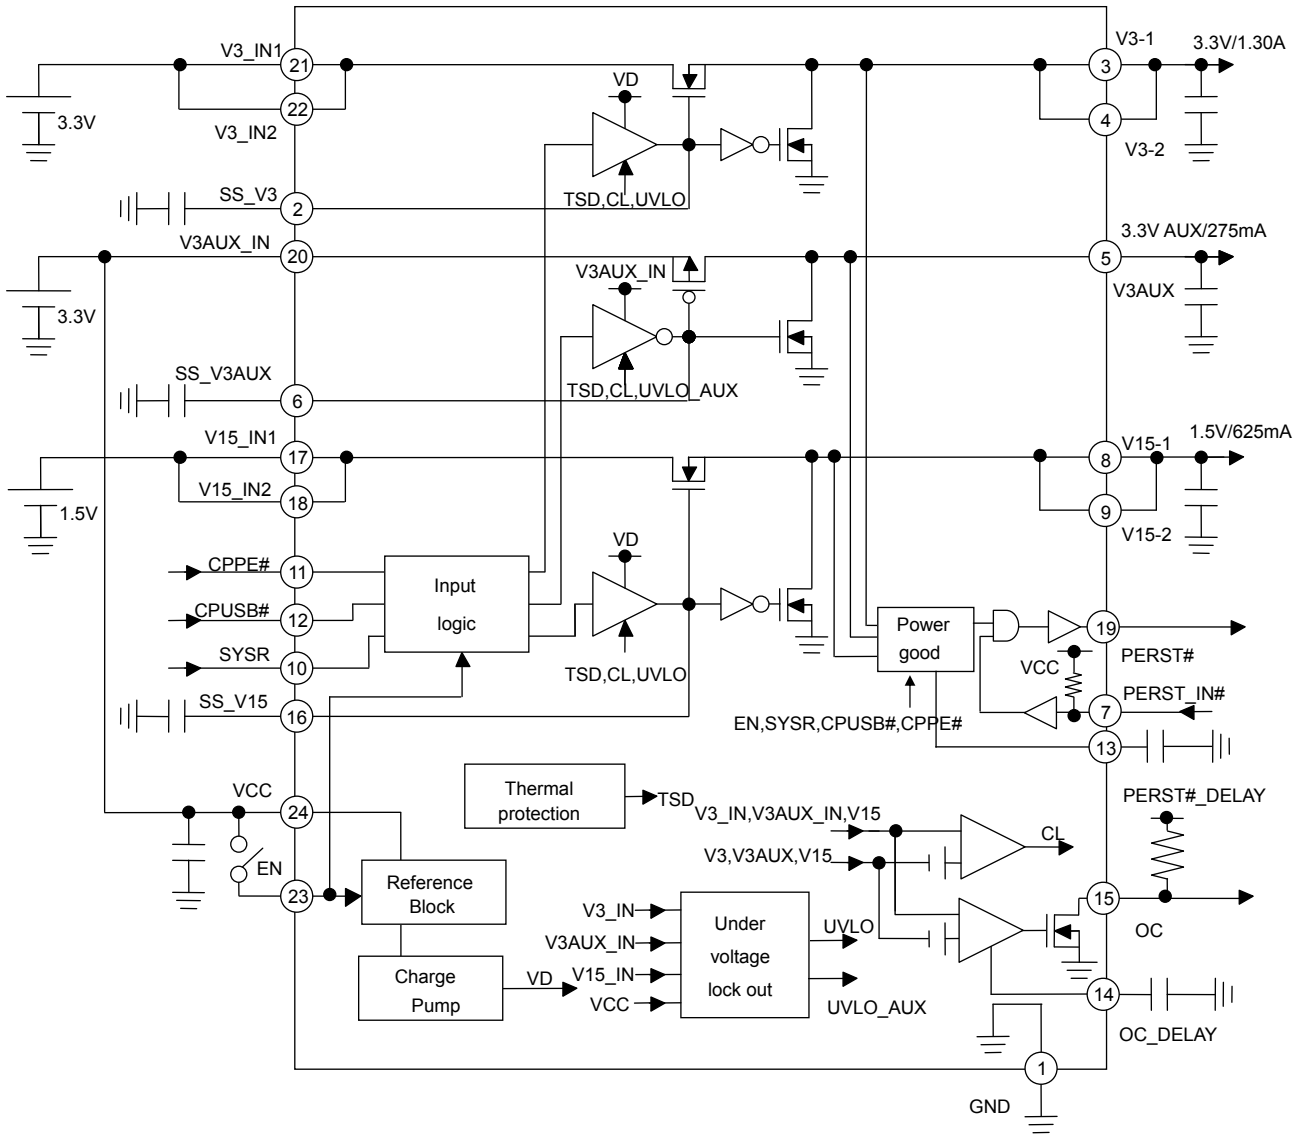 V3_IN1
21
VD
3
V3-1
3.3V/1.30A
3.3V
22
V3_IN2
4
V3-2
SS_V3
2
TSD,CL,UVLO
V3AUX_IN
20
V3AUX_IN
5
3.3V AUX/275mA
V3AUX
3.3V
SS_V3AUX
6
TSD,CL,UVLO_AUX
V15_IN1
17
8
V15-1
1.5V/625mA
V15_IN2
18
1.5V
9
V15-2
VD
CPPE#
11
Input
logic
CPUSB#
12
SYSR
10
TSD,CL,UVLO
Power
good
19
PERST#
VCC
SS_V15
16
EN,SYSR,CPUSB#,CPPE#
7
PERST_IN#
13
VCC
24
Thermal
protection
TSD
V3_IN,V3AUX_IN,V15
PERST#_DELAY
CL
V3,V3AUX,V15
EN
23
Reference
Block
15
OC
V3_IN
V3AUX_IN
V15_IN
VCC
Under
voltage
lock out
UVLO
UVLO_AUX
Charge
Pump
VD
14
OC_DELAY
1
GND